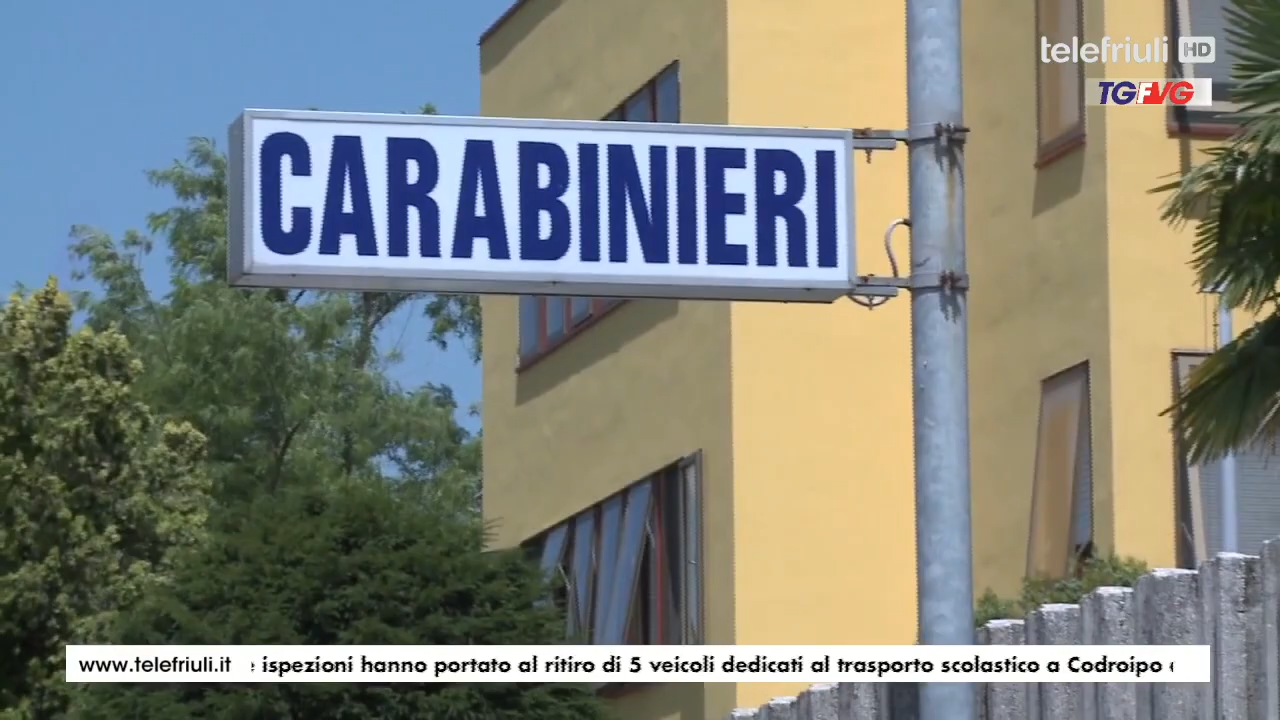 telefriuli HD
TGFVG
CARABINIERI
www.telefriuli.it ispezioni hanno portato al ritiro di 5 veicoli dedicati al trasporto scolastico a Codroipo